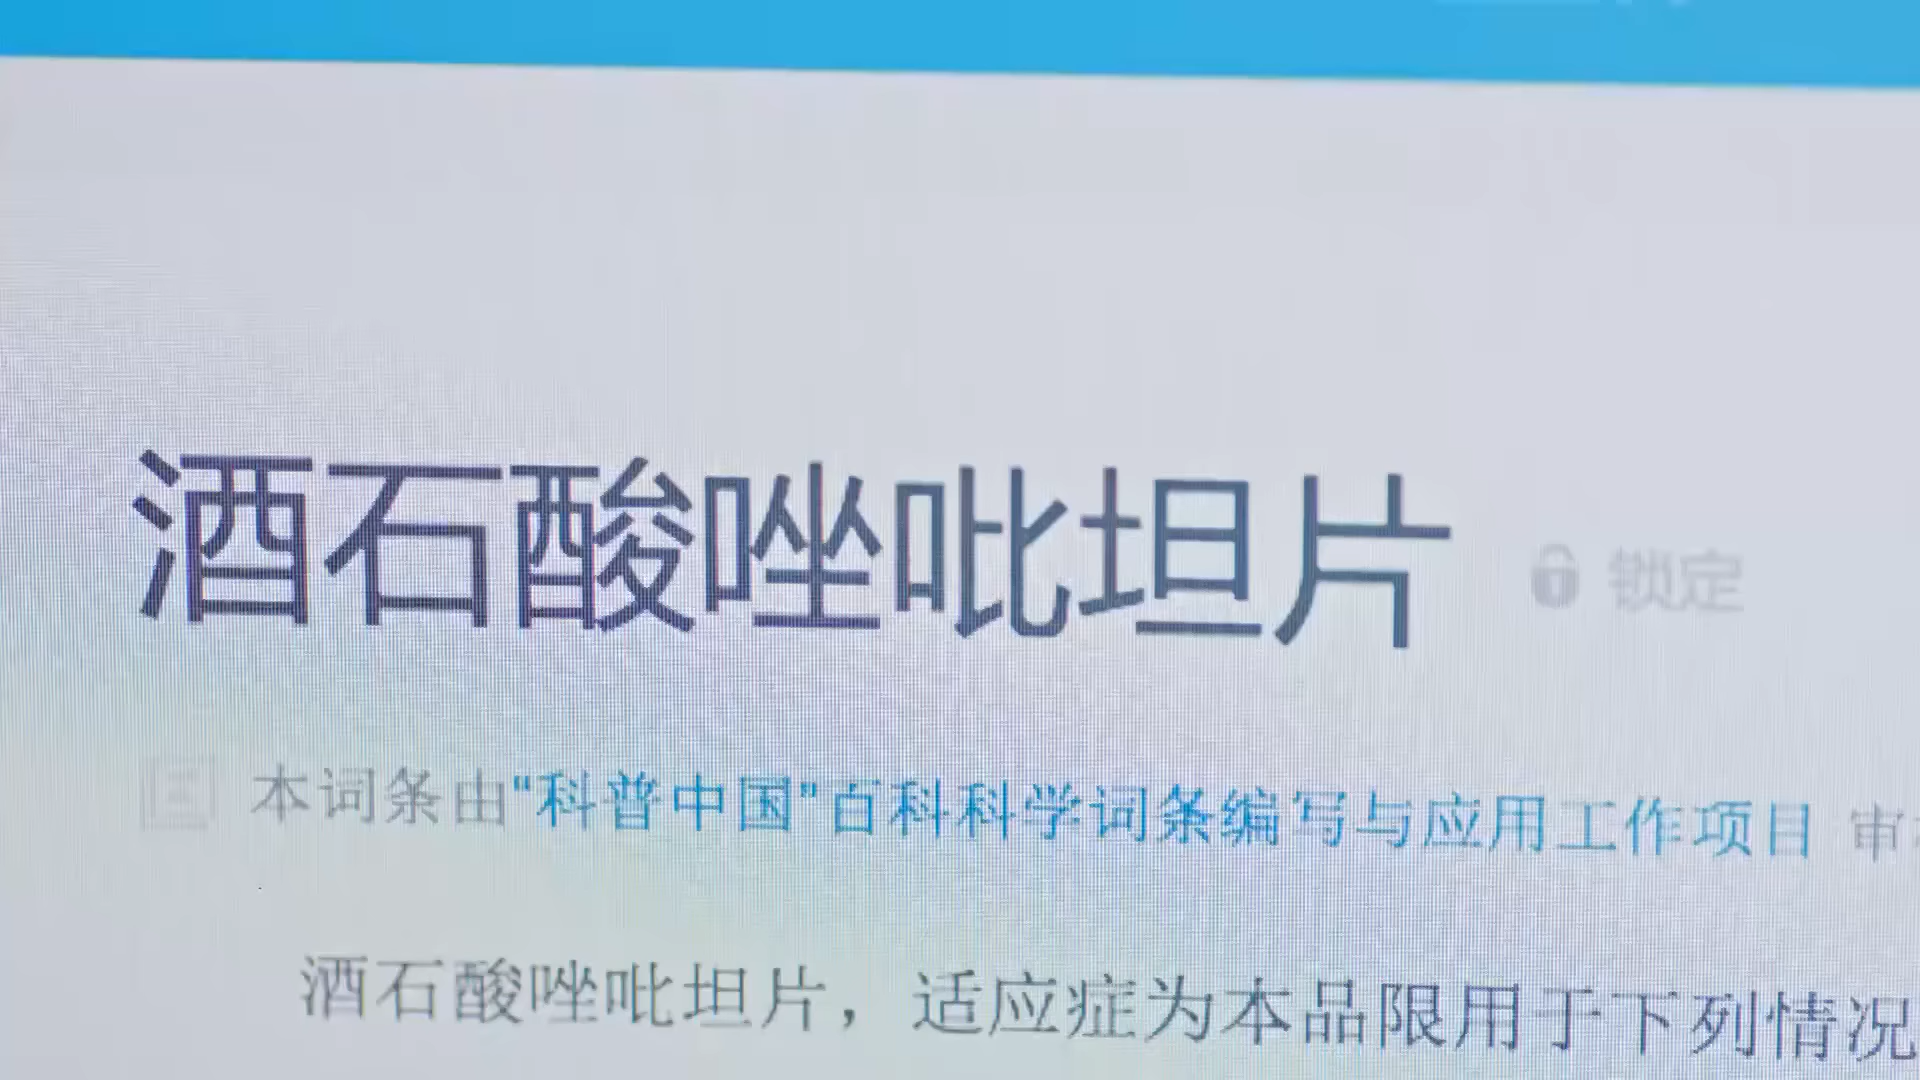 酒石酸唑吡坦片 锁定
本词条由“科普中国”百科科学词条编写与应用工作项目 审
酒石酸唑吡坦片，适应症为本品限用于下列情况